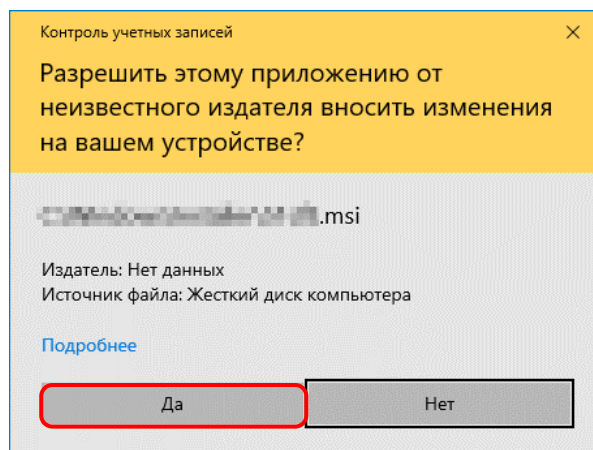 Контроль учетных записей
Разрешить этому приложению от
неизвестного издателя вносить изменения
на вашем устройстве?
.msi
Издатель: Нет данных
Источник файла: Жесткий диск компьютера
Подробнее
Да
Нет